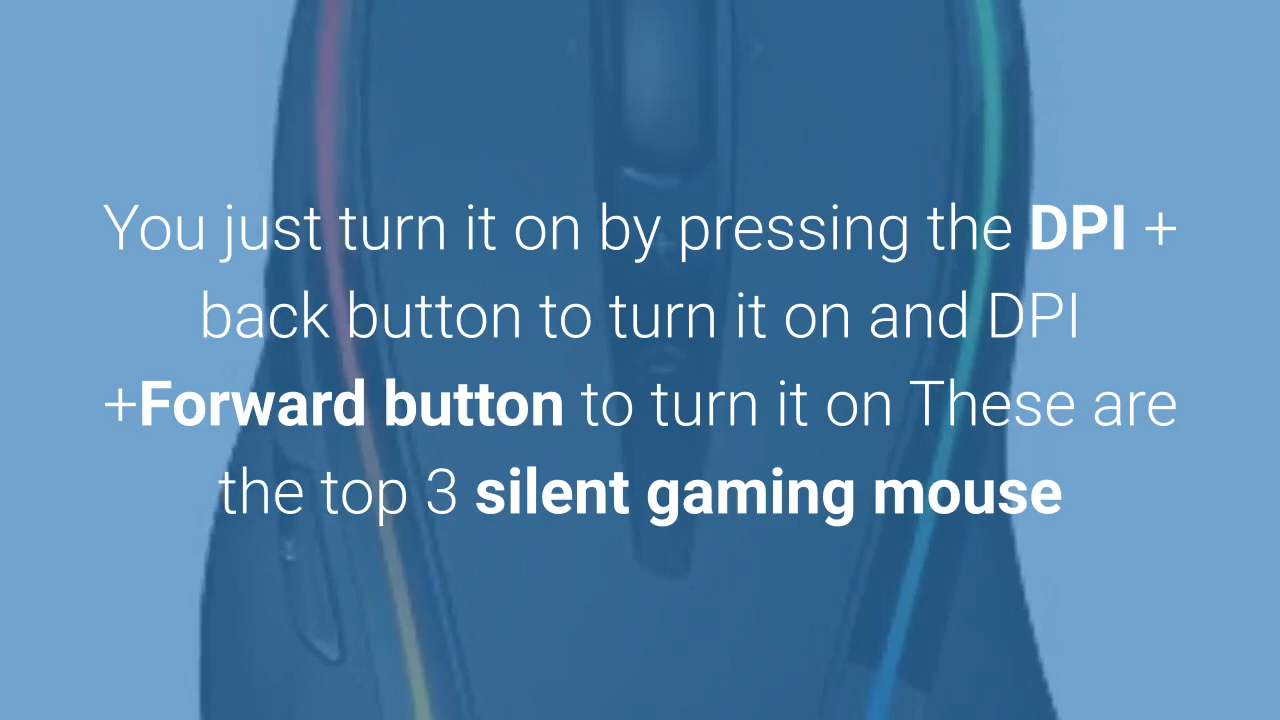 You just turn it on by pressing the DPI +
back button to turn it on and DPI
+Forward button to turn it on These are
the top 3 silent gaming mouse